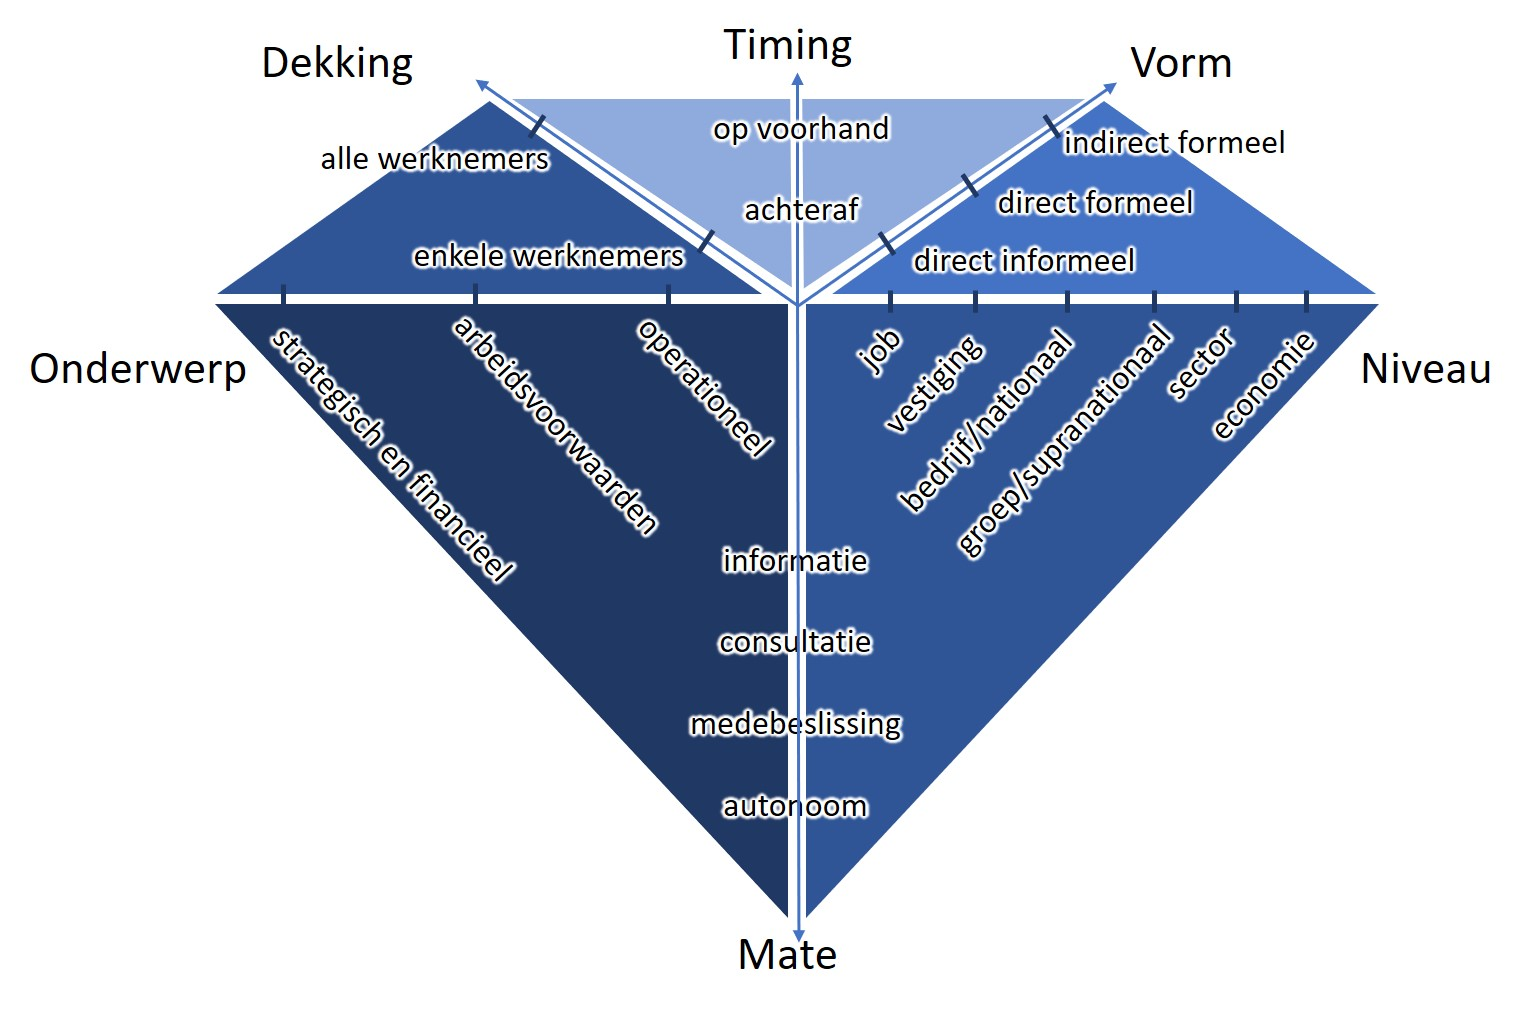 Timing
Dekking
Vorm
op voorhand
indirect formeel
alle werknemers
direct formeel
achteraf
enkele werknemers
direct informeel
Onderwerp
strategisch en financieel
arbeidsvoorwaarden
operationeel
job
vestiging
bedrijf/nationaal
groep/supranationaal
sector
economie
Niveau
informatie
consultatie
medebeslissing
autonoom
Mate